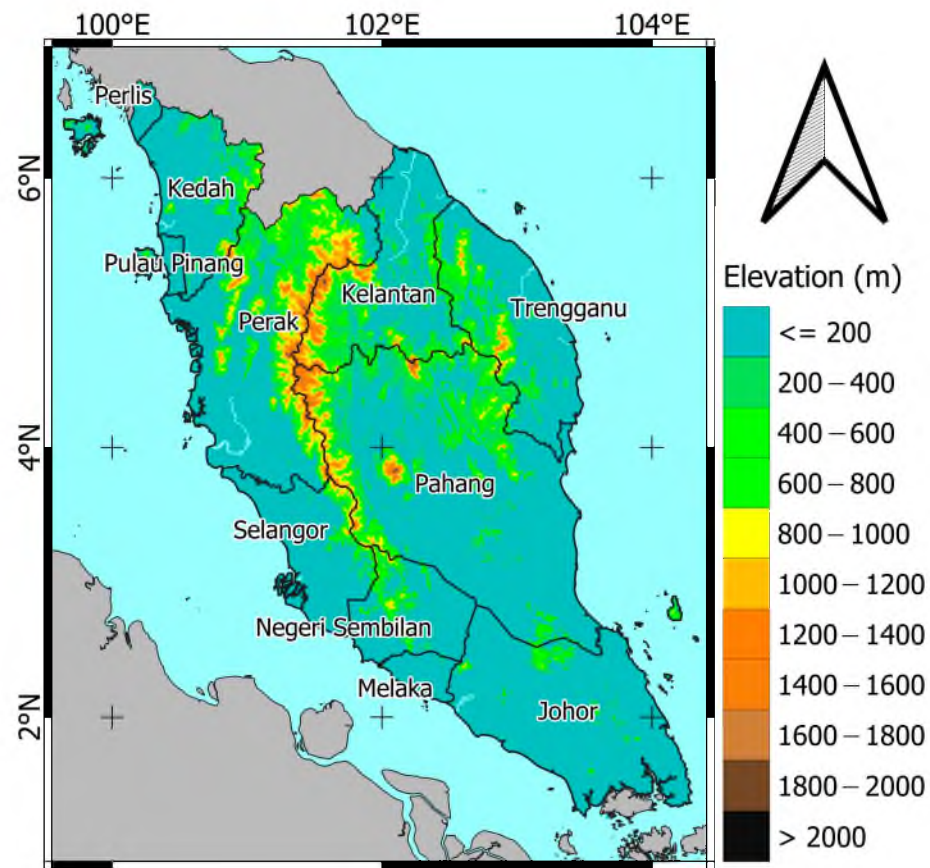 100°E 102°E 104°E
Perlis
6°N
Kedah
Pulau Pinang
Kelantan
Trengganu
Perak
4°N
Pahang
Selangor
Negeri Sembilan
Melaka
Johor
2°N
Elevation (m)
<= 200
200 – 400
400 – 600
600 – 800
800 – 1000
1000 – 1200
1200 – 1400
1400 – 1600
1600 – 1800
1800 – 2000
> 2000